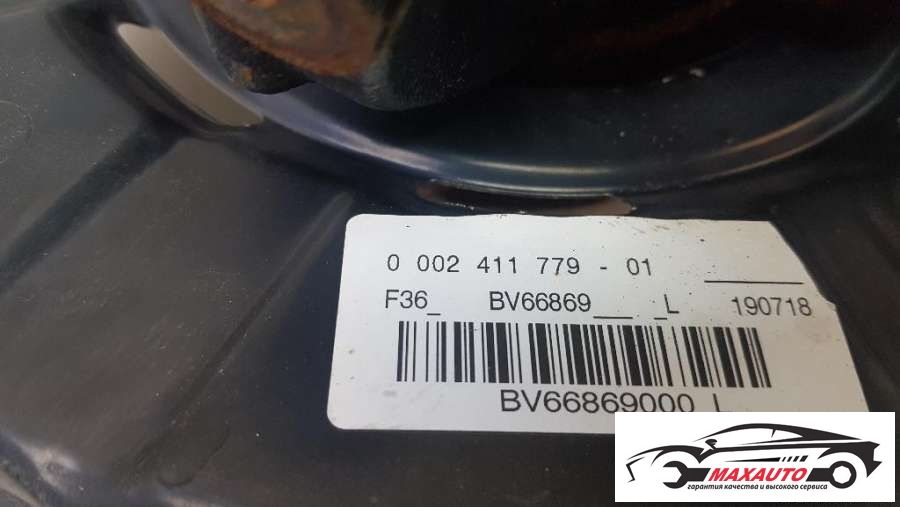 0 002 411 779 - 01
F36_ BV66869___ _L 190718
BV66869000 L
MAXAUTO
гарантия качества и высокого сервиса